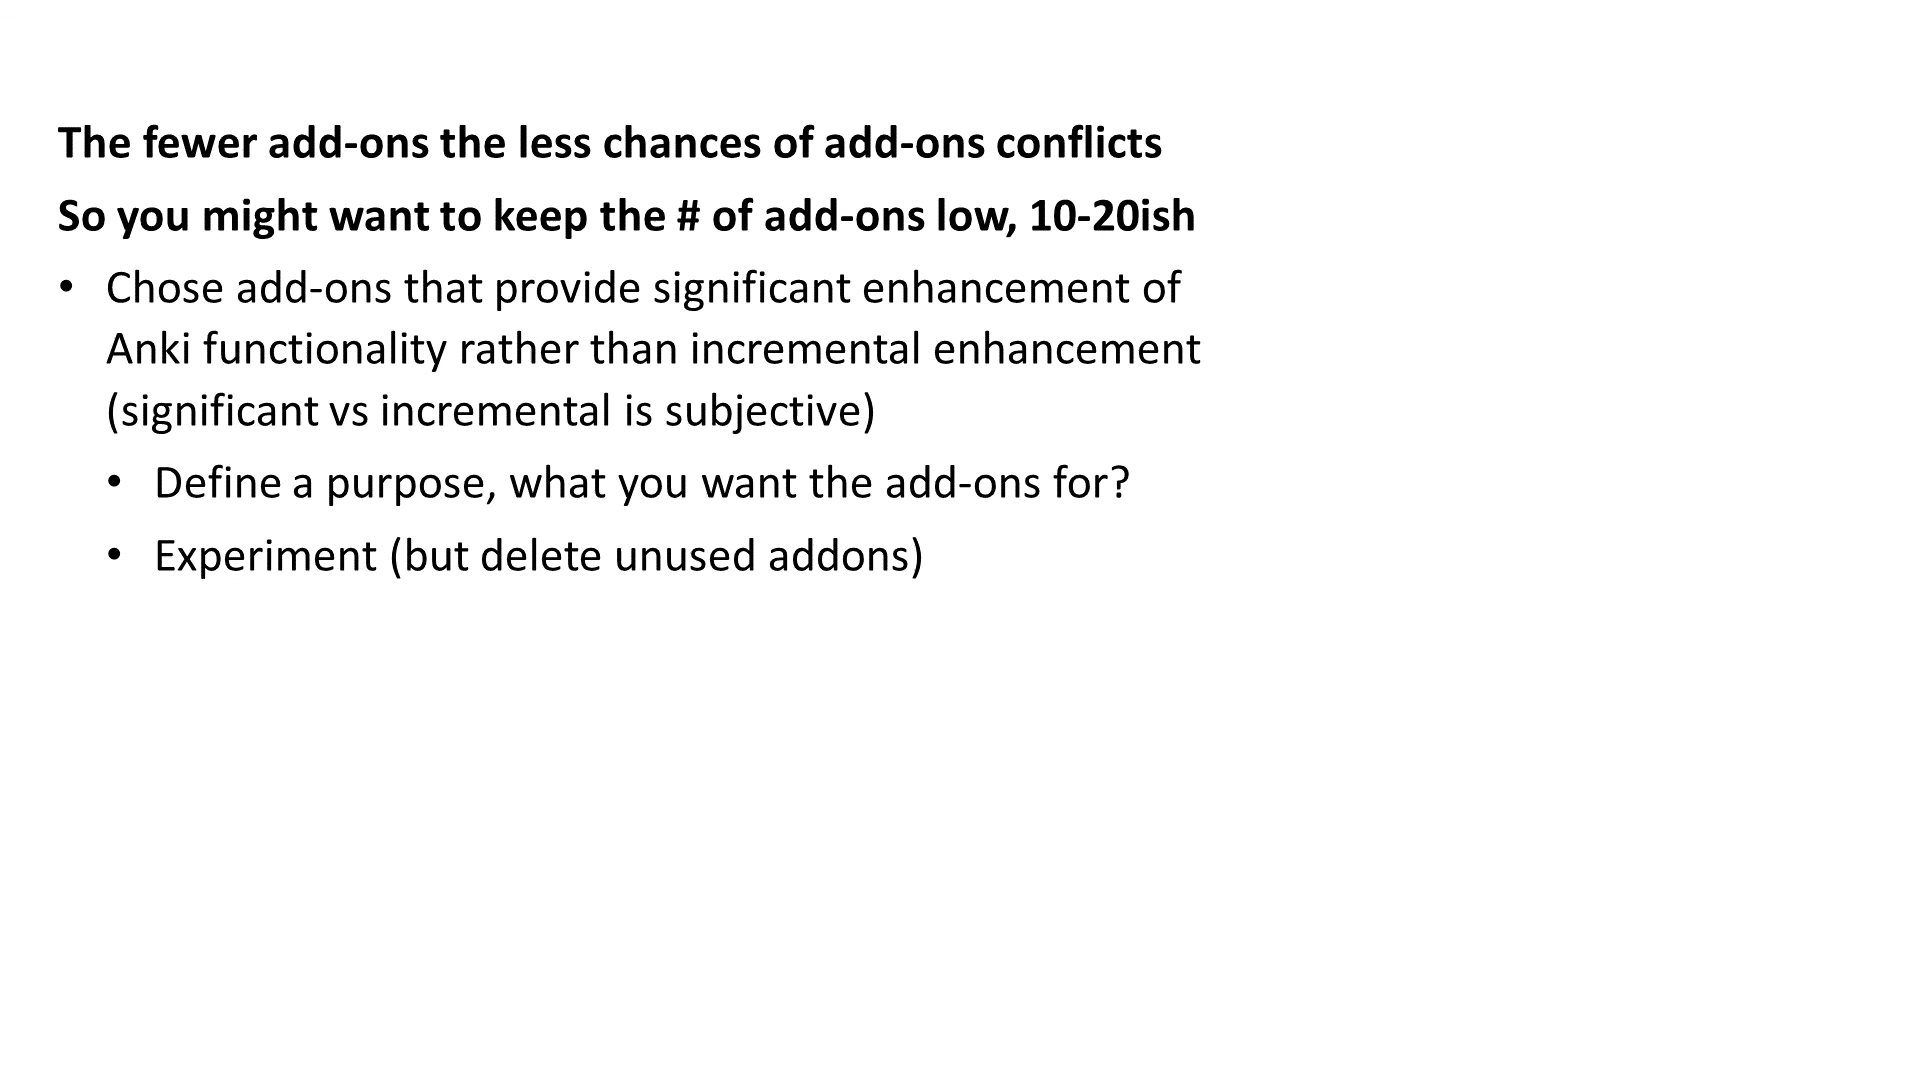 The fewer add-ons the less chances of add-ons conflicts
So you might want to keep the # of add-ons low, 10-20ish
• Chose add-ons that provide significant enhancement of
Anki functionality rather than incremental enhancement
(significant vs incremental is subjective)
• Define a purpose, what you want the add-ons for?
• Experiment (but delete unused addons)